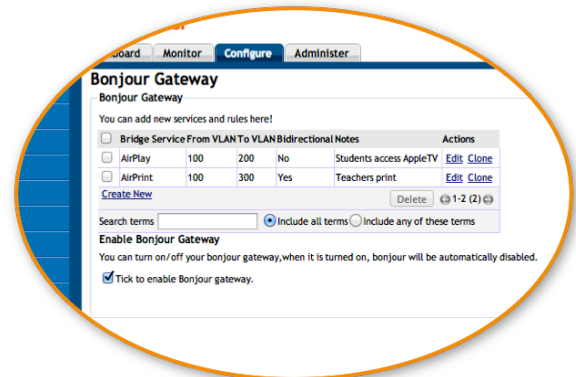 board Monitor Configure Administer
Bonjour Gateway
Bonjour Gateway
You can add new services and rules here!
Bridge Service From VLAN To VLAN Bidirectional Notes Actions
AirPlay 100 200 No Students access AppleTV Edit Clone
AirPrint 100 300 Yes Teachers print Edit Clone
Create New Delete 1-2 (2)
Search terms Include all terms Include any of these terms
Enable Bonjour Gateway
You can turn on/off your bonjour gateway,when it is turned on, bonjour will be automatically disabled.
Tick to enable Bonjour gateway.